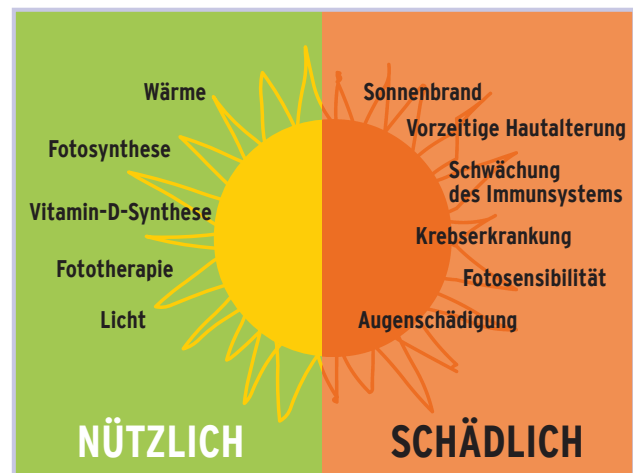 Wärme
Fotosynthese
Vitamin-D-Synthese
Fototherapie
Licht
NÜTZLICH
Sonnenbrand
Vorzeitige Hautalterung
Schwächung
des Immunsystems
Krebserkrankung
Fotosensibilität
Augenschädigung
SCHÄDLICH